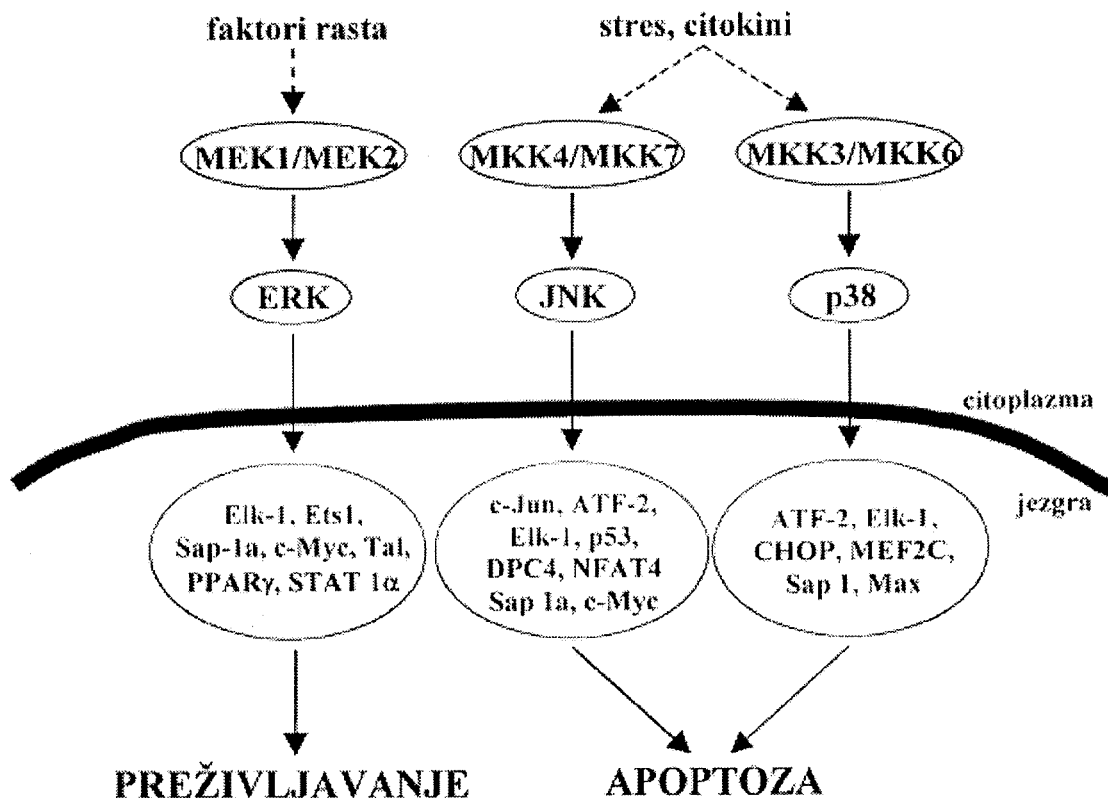 faktori rasta
stres, citokini
MEK1/MEK2
MKK4/MKK7
MKK3/MKK6
ERK
JNK
p38
citoplazma
jezgra
Elk-1, Ets1,
Sap-1a, c-Myc, Tal,
PPARγ, STAT 1α
c-Jun, ATF-2,
Elk-1, p53,
DPC4, NFAT4
Sap 1a, c-Myc
ATF-2, Elk-1,
CHOP, MEF2C,
Sap 1, Max
PREŽIVLJAVANJE
APOPTOZA